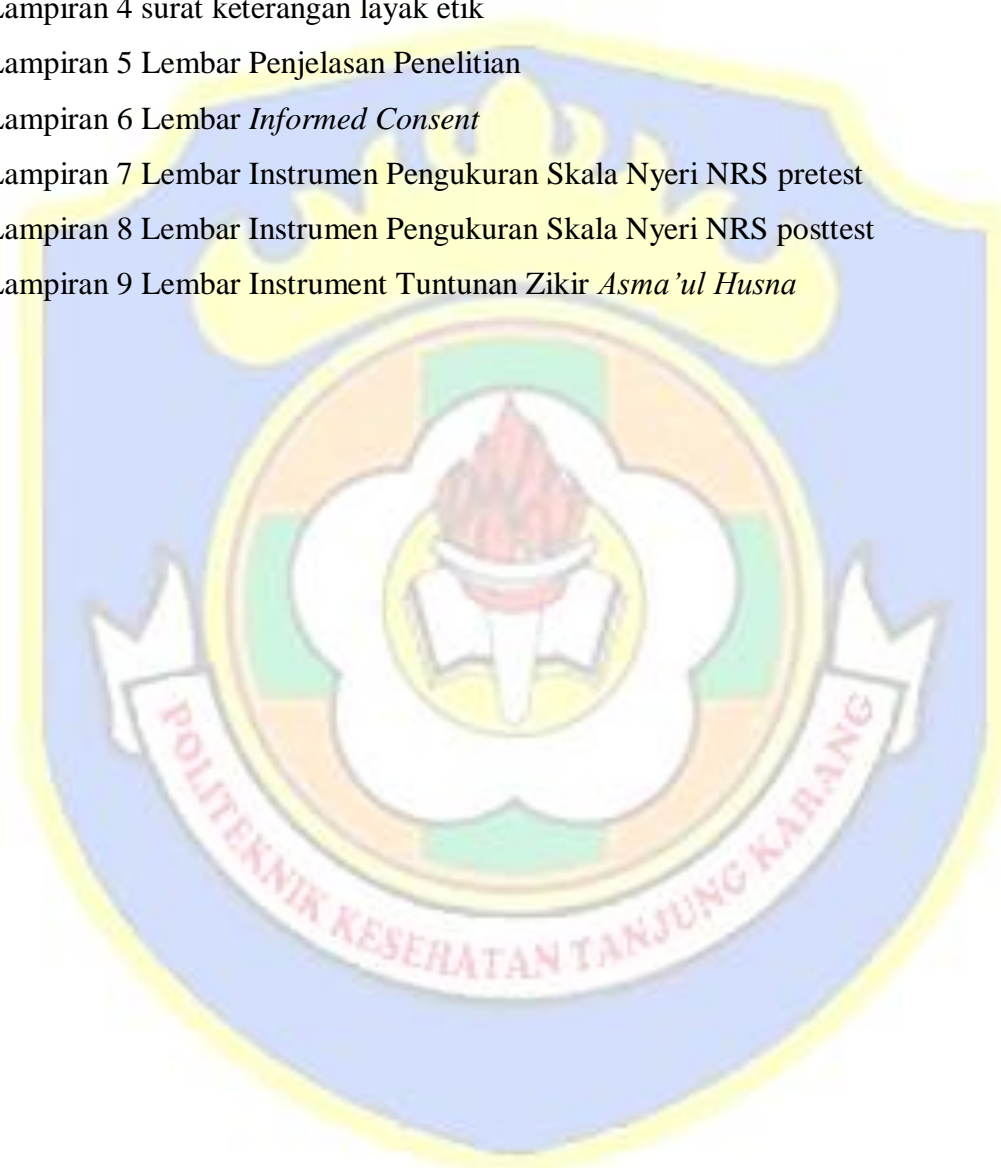 Lampiran 4 surat keterangan layak etik
Lampiran 5 Lembar Penjelasan Penelitian
Lampiran 6 Lembar Informed Consent
Lampiran 7 Lembar Instrumen Pengukuran Skala Nyeri NRS pretest
Lampiran 8 Lembar Instrumen Pengukuran Skala Nyeri NRS posttest
Lampiran 9 Lembar Instrument Tuntunan Zikir Asma’ul Husna
POLITEKNIK KESEHATAN TANJUNG KARANG